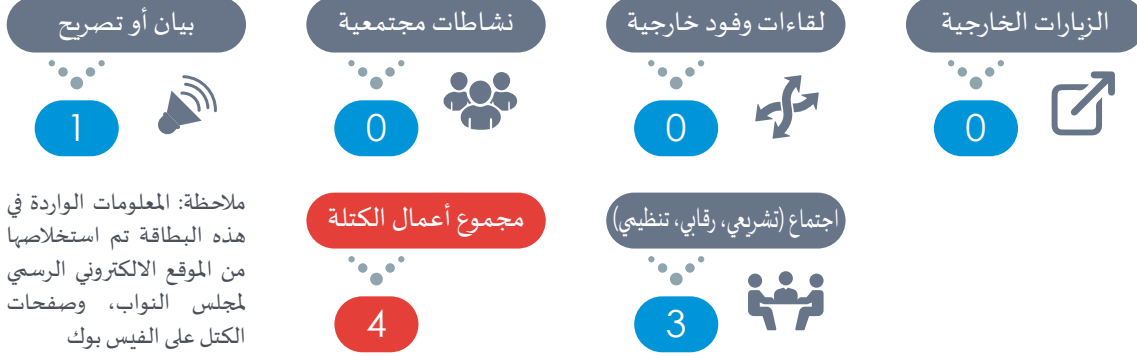 الزيارات الخارجية
0
لقاءات وفود خارجية
0
نشاطات مجتمعية
0
بيان أو تصريح
1
اجتماع (تشريعي، رقابي، تنظيمي)
3
مجموع أعمال الكتلة
4
ملاحظة: المعلومات الواردة في
هذه البطاقة تم استخلاصها
من الموقع الالكتروني الرسمي
لمجلس النواب، وصفحات
الكتل على الفيس بوك